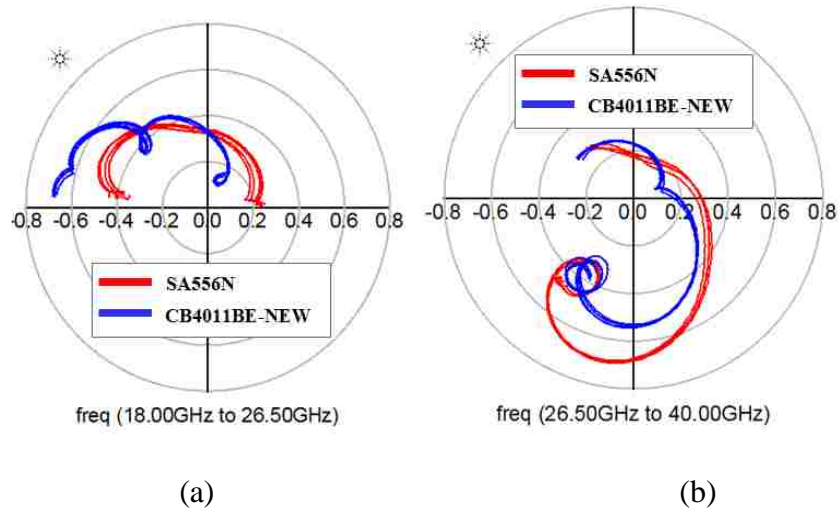 -0.8 -0.6 -0.4 -0.2 0.0 0.2 0.4 0.6 0.8
SA556N
CB4011BE-NEW
freq (18.00GHz to 26.50GHz)
(a)
SA556N
CB4011BE-NEW
-0.8 -0.6 -0.4 -0.2 0.0 0.2 0.4 0.6 0.8
freq (26.50GHz to 40.00GHz)
(b)